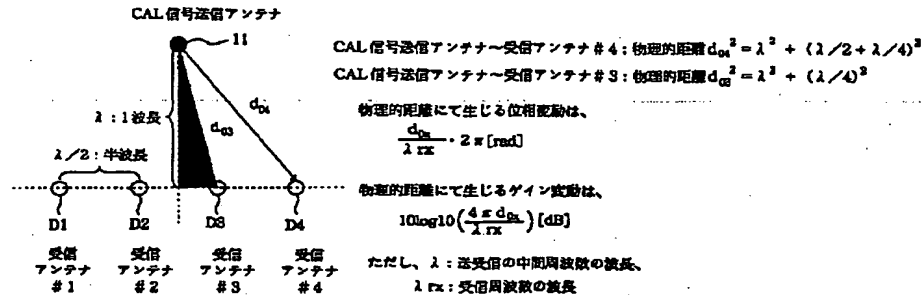 CAL信号送信アンテナ
11
CAL信号送信アンテナ〜受信アンテナ#4：物理的距離d₀₄² = λ² + (λ/2+λ/4)²
CAL信号送信アンテナ〜受信アンテナ#3：物理的距離d₀₃² = λ² + (λ/4)²
λ：1波長
d₀₃
d₀₄
物理的距離にて生じる位相変動は、
d₀ₓ/λrx・2π[rad]
λ/2：半波長
物理的距離にて生じるゲイン変動は、
10log10(4πd₀ₓ/λrx)[dB]
D1 D2 D3 D4
受信アンテナ#1
受信アンテナ#2
受信アンテナ#3
受信アンテナ#4
ただし、λ：送受信の中間周波数の波長、
λrx：受信周波数の波長